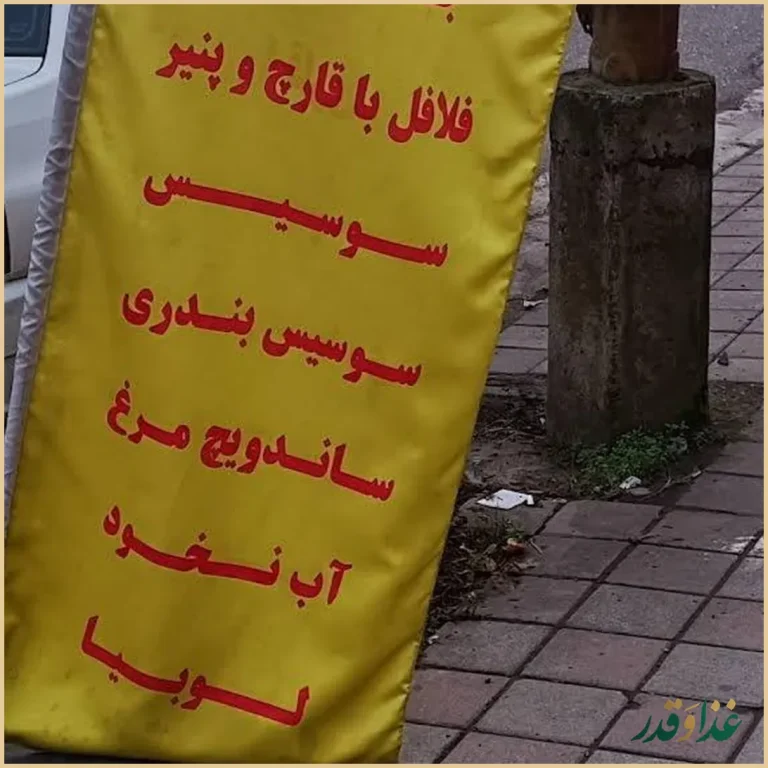 فلافل با قارچ و پنیر
سوسیس
سوسیس بندری
ساندویچ مرغ
آب نخود
لوبیا
غذا و قدر